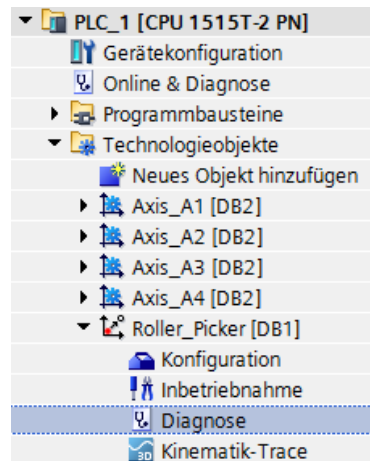 PLC_1 [CPU 1515T-2 PN]
Gerätekonfiguration
Online & Diagnose
Programmbausteine
Technologieobjekte
Neues Objekt hinzufügen
Axis_A1 [DB2]
Axis_A2 [DB2]
Axis_A3 [DB2]
Axis_A4 [DB2]
Roller_Picker [DB1]
Konfiguration
Inbetriebnahme
Diagnose
3D Kinematik-Trace